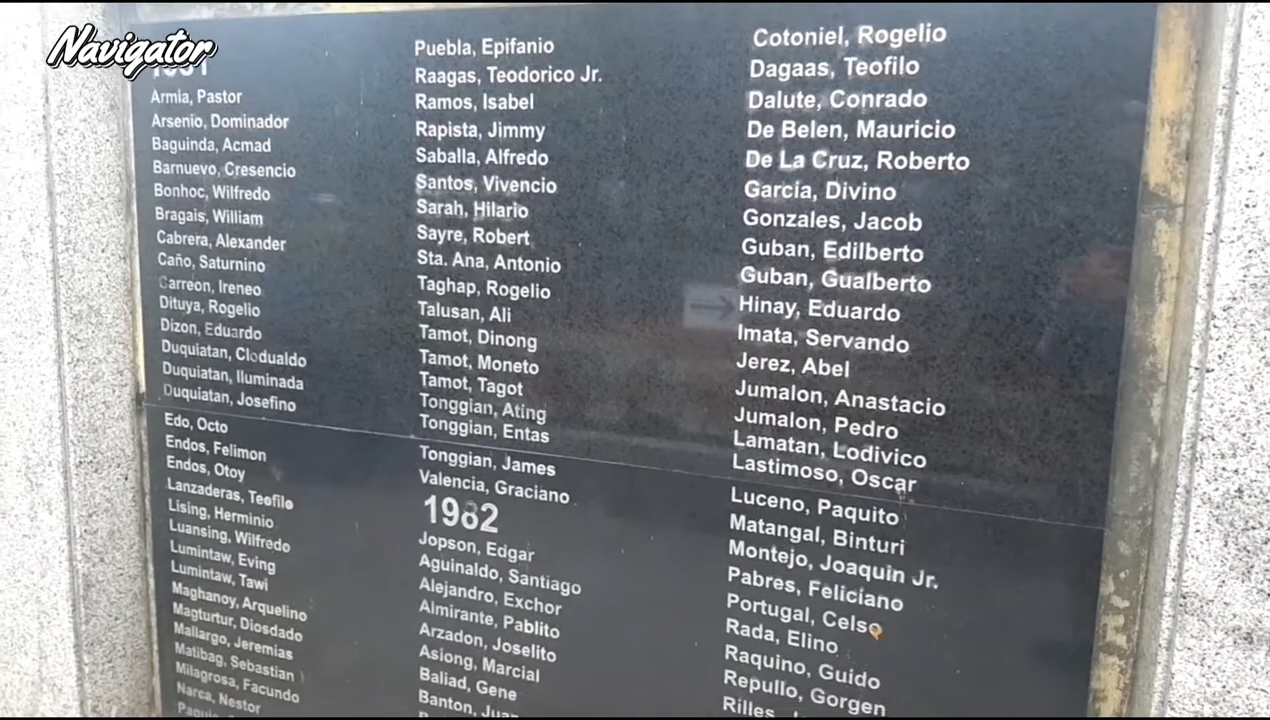 Navigator
1981
Armia, Pastor
Arsenio, Dominador
Baguinda, Acmad
Barnuevo, Cresencio
Bonhoc, Wilfredo
Bragais, William
Cabrera, Alexander
Caño, Saturnino
Carreon, Ireneo
Dituya, Rogelio
Dizon, Eduardo
Duquiatan, Clodualdo
Duquiatan, Iluminada
Duquiatan, Josefino
Edo, Octo
Endos, Felimon
Endos, Otoy
Lanzaderas, Teofilo
Lising, Herminio
Luansing, Wilfredo
Lumintaw, Eving
Lumintaw, Tawi
Maghanoy, Arquelino
Magturtur, Diosdado
Mallargo, Jeremias
Matibag, Sebastian
Milagrosa, Facundo
Narca, Nestor
Puebla, Epifanio
Raagas, Teodorico Jr.
Ramos, Isabel
Rapista, Jimmy
Saballa, Alfredo
Santos, Vivencio
Sarah, Hilario
Sayre, Robert
Sta. Ana, Antonio
Taghap, Rogelio
Talusan, Ali
Tamot, Dinong
Tamot, Moneto
Tamot, Tagot
Tonggian, Ating
Tonggian, Entas
Tonggian, James
Valencia, Graciano
1982
Jopson, Edgar
Aguinaldo, Santiago
Alejandro, Exchor
Almirante, Pablito
Arzadon, Joselito
Asiong, Marcial
Baliad, Gene
Banton, Juan
Cotoniel, Rogelio
Dagaas, Teofilo
Dalute, Conrado
De Belen, Mauricio
De La Cruz, Roberto
Garcia, Divino
Gonzales, Jacob
Guban, Edilberto
Guban, Gualberto
Hinay, Eduardo
Imata, Servando
Jerez, Abel
Jumalon, Anastacio
Jumalon, Pedro
Lamatan, Lodivico
Lastimoso, Oscar
Luceno, Paquito
Matangal, Binturi
Montejo, Joaquin Jr.
Pabres, Feliciano
Portugal, Celso
Rada, Elino
Raquino, Guido
Repullo, Gorgen
Rilles,